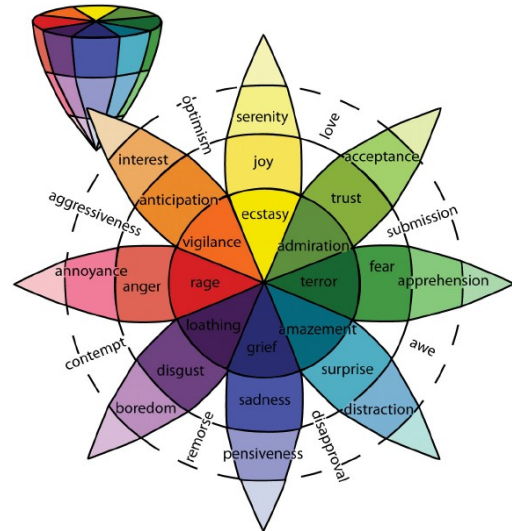 optimism
serenity
love
interest
joy
acceptance
anticipation
trust
aggressiveness
ecstasy
submission
vigilance
admiration
annoyance
anger
rage
terror
fear
apprehension
loathing
grief
amazement
contempt
disgust
surprise
awe
boredom
sadness
distraction
remorse
pensiveness
disapproval